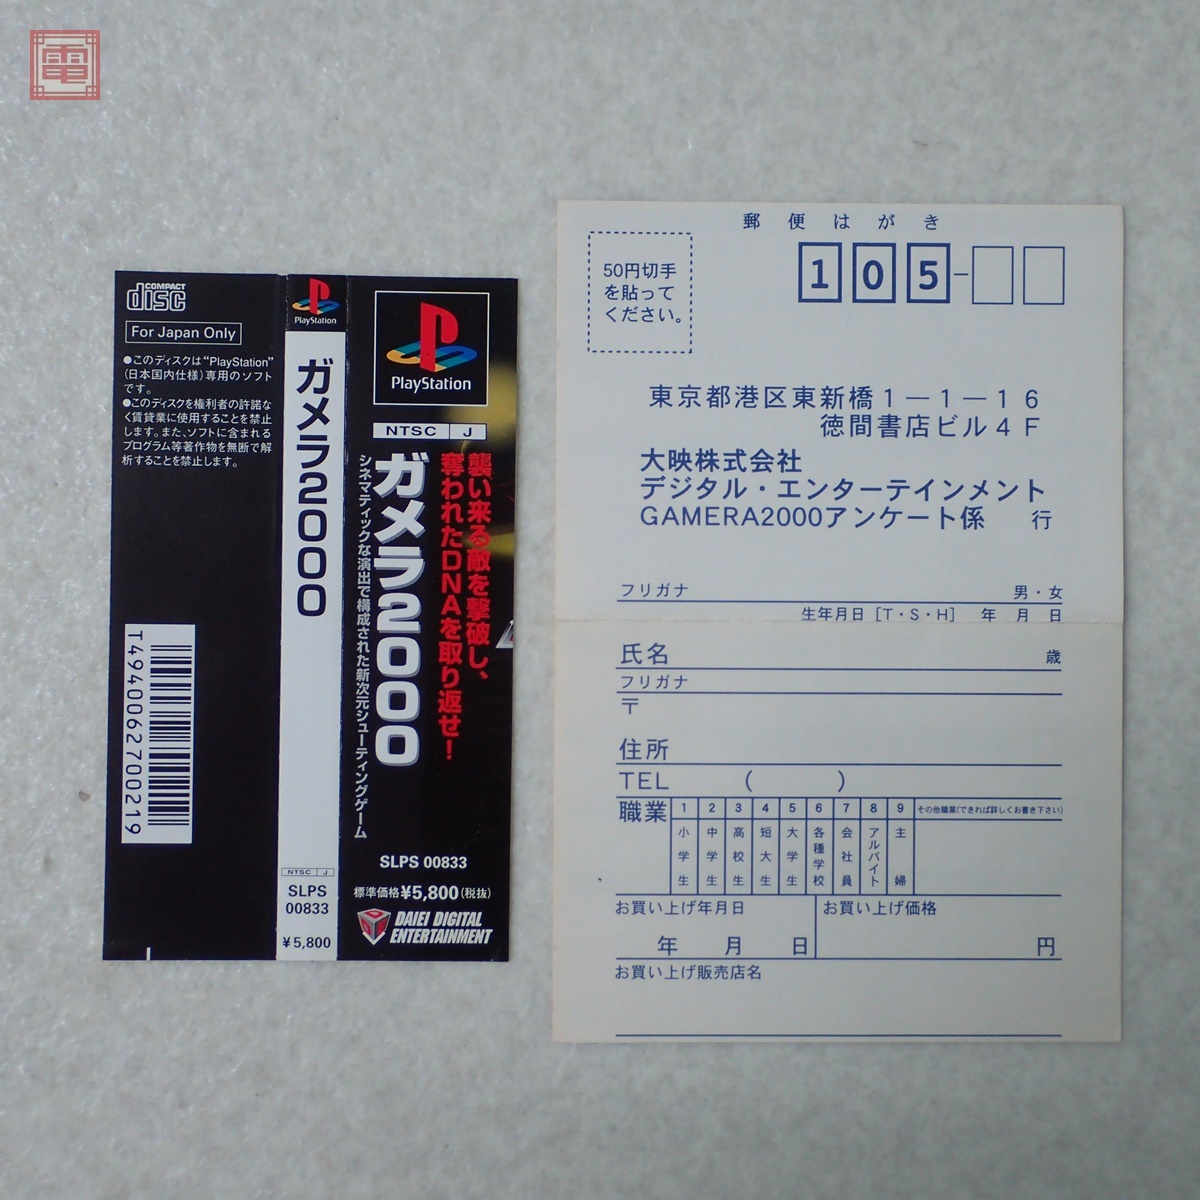 電
COMPACT
disc
For Japan Only
●このディスクは“PlayStation”
(日本国内仕様)専用のソフト
です。
●このディスクを権利者の許諾な
く賃貸業に使用することを禁止
します。また、ソフトに含まれる
プログラム等著作物を無断で解
析することを禁止します。
T4940062700219
PlayStation
ガメラ2000
NTSC J
SLPS
00833
¥5,800
PlayStation
NTSC J
襲い来る敵を撃破し、
奪われたDNAを取り返せ!
ガメラ2000
シネマティックな演出で構成された新次元シューティングゲーム
SLPS 00833
標準価格¥5,800(税抜)
DAIEI DIGITAL
ENTERTAINMENT
郵便はがき
50円切手
を貼って
ください。
105-
東京都港区東新橋1-1-16
徳間書店ビル4F
大映株式会社
デジタル・エンターテインメント
GAMERA2000アンケート係 行
フリガナ 男・女
生年月日[T・S・H] 年 月 日
氏名 歳
フリガナ
〒
住所
TEL ( )
職業 1 2 3 4 5 6 7 8 9 その他職業(できれば詳しくお書き下さい)
小学生 中学生 高校生 短大生 大学生 各種学校 会社員 アルバイト 主婦
お買い上げ年月日 お買い上げ価格
年 月 日 円
お買い上げ販売店名